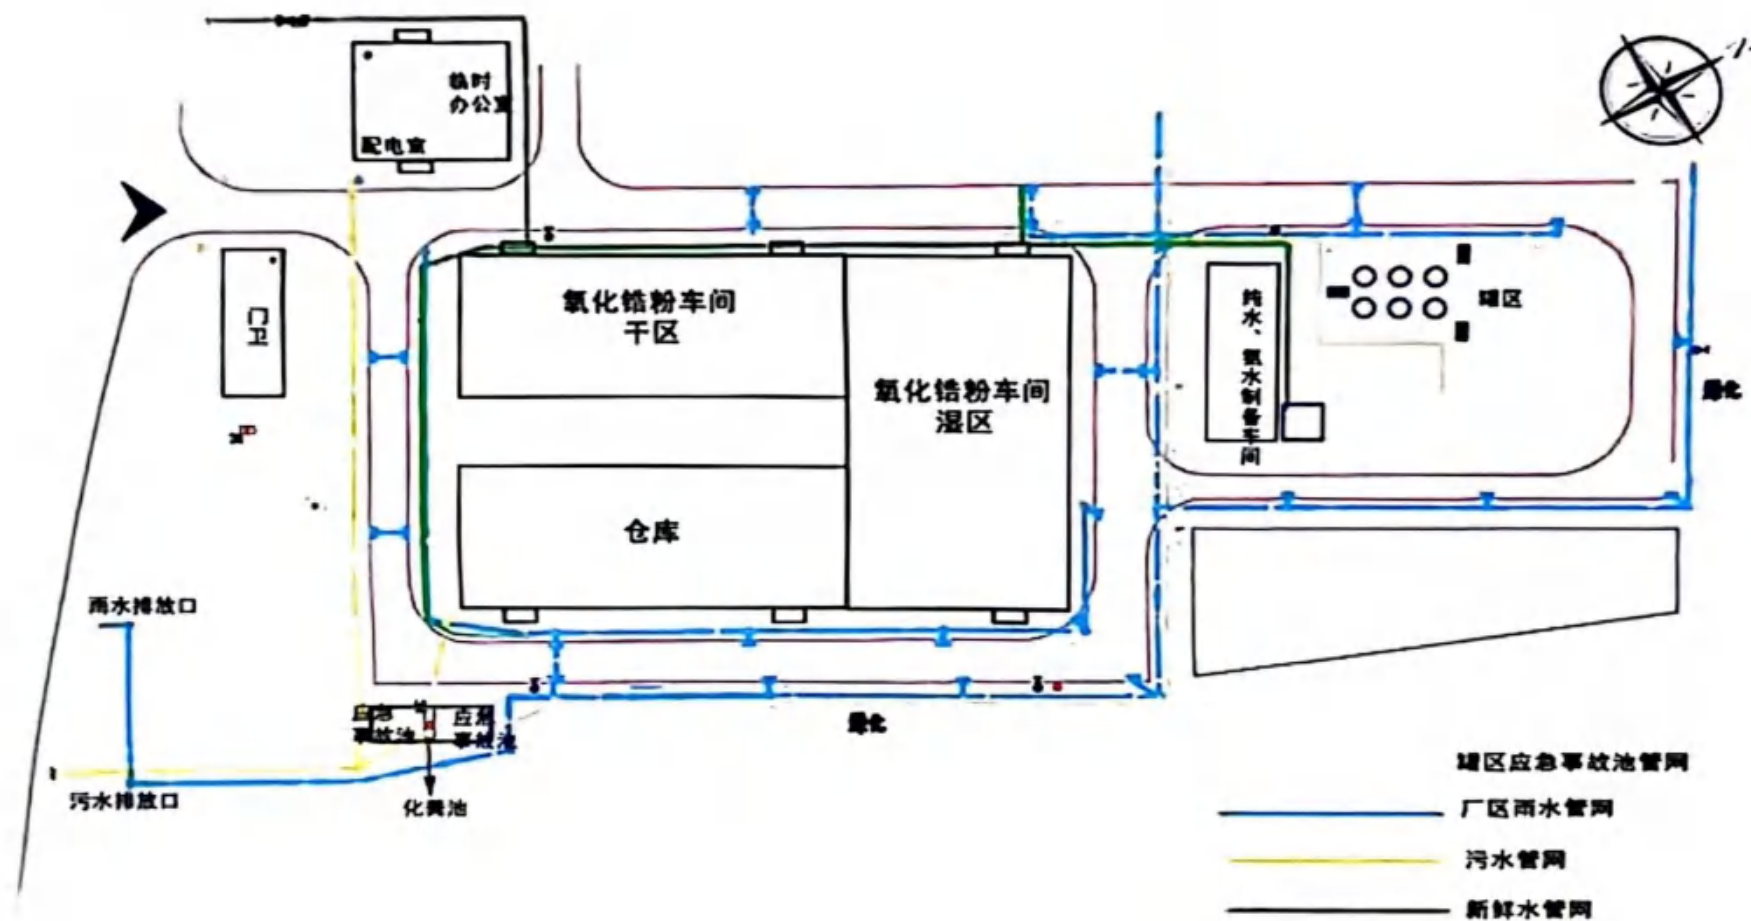 临时
办公室
配电室
门卫
氧化锆粉车间
干区
氧化锆粉车间
湿区
仓库
纯水、氨水制备车间
罐区
绿化
雨水排放口
污水排放口
应急
事故池
应急
事故池
化粪池
绿化
罐区应急事故池管网
厂区雨水管网
污水管网
新鲜水管网